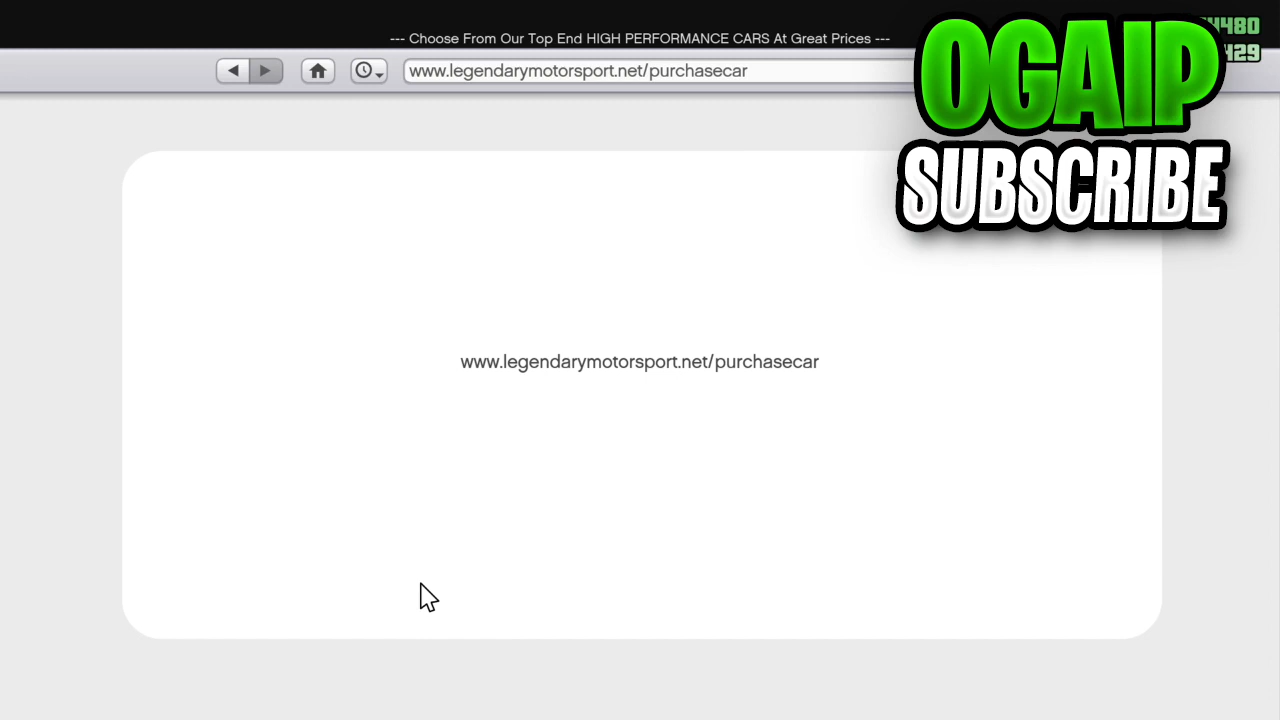 --- Choose From Our Top End HIGH PERFORMANCE CARS At Great Prices ---
www.legendarymotorsport.net/purchasecar
OGAIP
SUBSCRIBE
www.legendarymotorsport.net/purchasecar